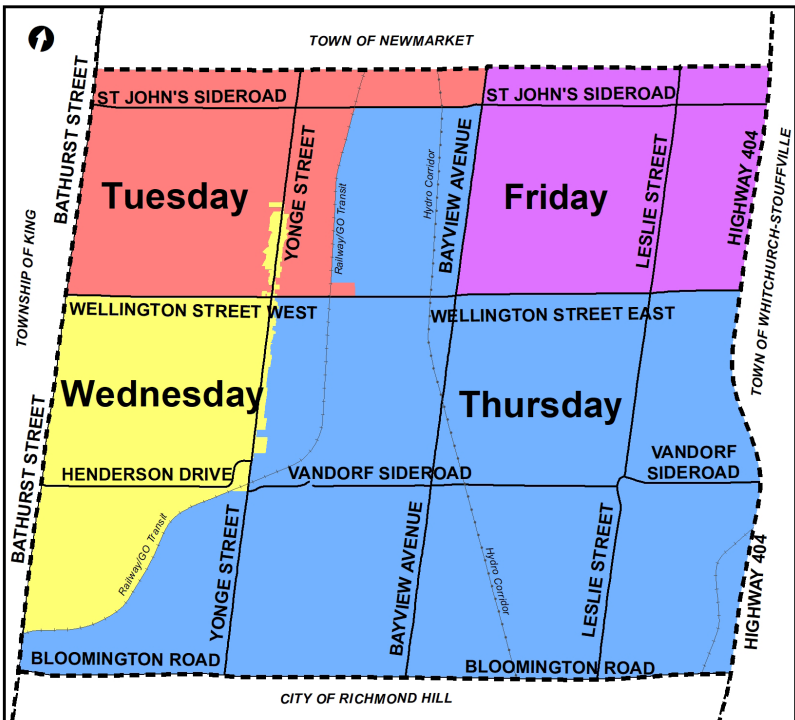 TOWN OF NEWMARKET
BATHURST STREET
ST JOHN'S SIDEROAD
ST JOHN'S SIDEROAD
YONGE STREET
Railway/GO Transit
Hydro Corridor
BAYVIEW AVENUE
LESLIE STREET
HIGHWAY 404
TOWN OF WHITCHURCH-STOUFFVILLE
TOWNSHIP OF KING
Tuesday
Friday
WELLINGTON STREET WEST
WELLINGTON STREET EAST
Wednesday
Thursday
BATHURST STREET
HENDERSON DRIVE
VANDORF SIDEROAD
VANDORF
SIDEROAD
Railway/GO Transit
YONGE STREET
BAYVIEW AVENUE
Hydro Corridor
LESLIE STREET
HIGHWAY 404
BLOOMINGTON ROAD
BLOOMINGTON ROAD
CITY OF RICHMOND HILL